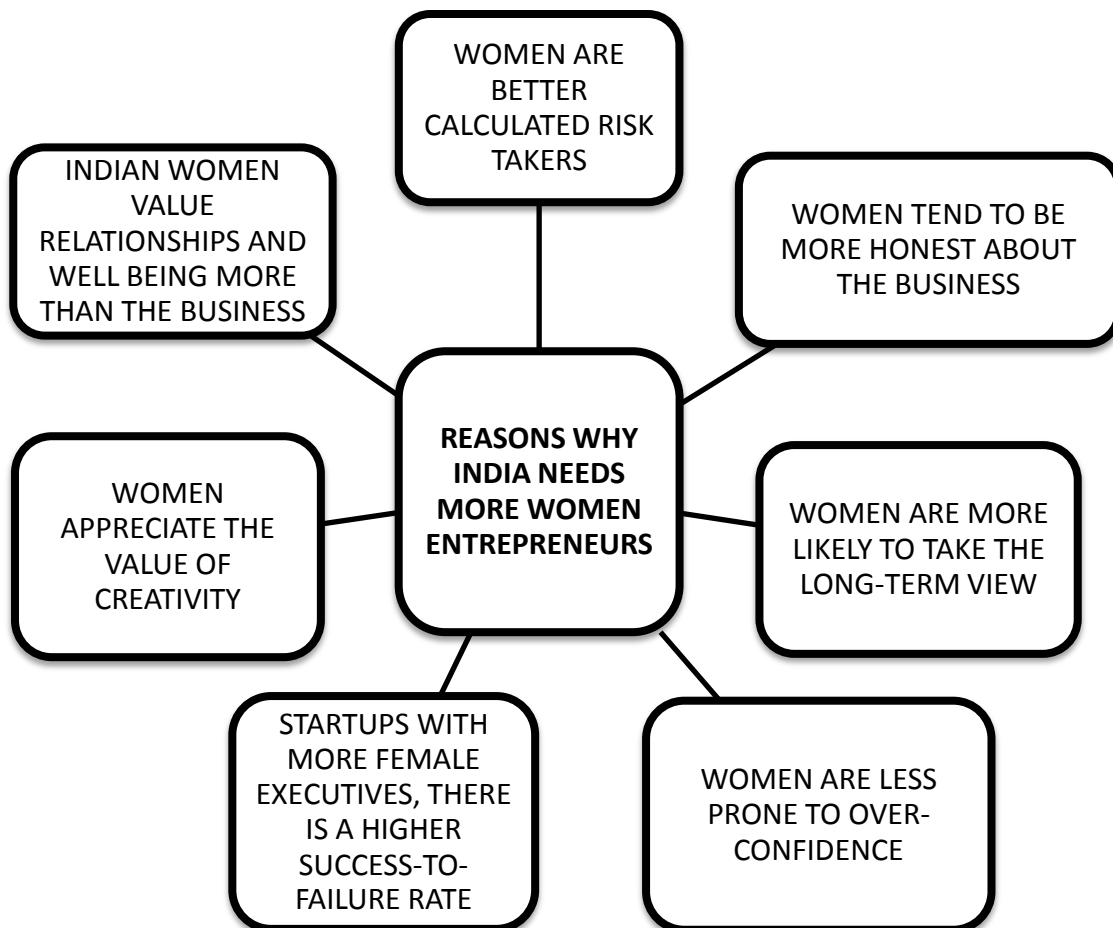 WOMEN ARE
BETTER
CALCULATED RISK
TAKERS
INDIAN WOMEN
VALUE
RELATIONSHIPS AND
WELL BEING MORE
THAN THE BUSINESS
WOMEN TEND TO BE
MORE HONEST ABOUT
THE BUSINESS
REASONS WHY
INDIA NEEDS
MORE WOMEN
ENTREPRENEURS
WOMEN
APPRECIATE THE
VALUE OF
CREATIVITY
WOMEN ARE MORE
LIKELY TO TAKE THE
LONG-TERM VIEW
STARTUPS WITH
MORE FEMALE
EXECUTIVES, THERE
IS A HIGHER
SUCCESS-TO-
FAILURE RATE
WOMEN ARE LESS
PRONE TO OVER-
CONFIDENCE